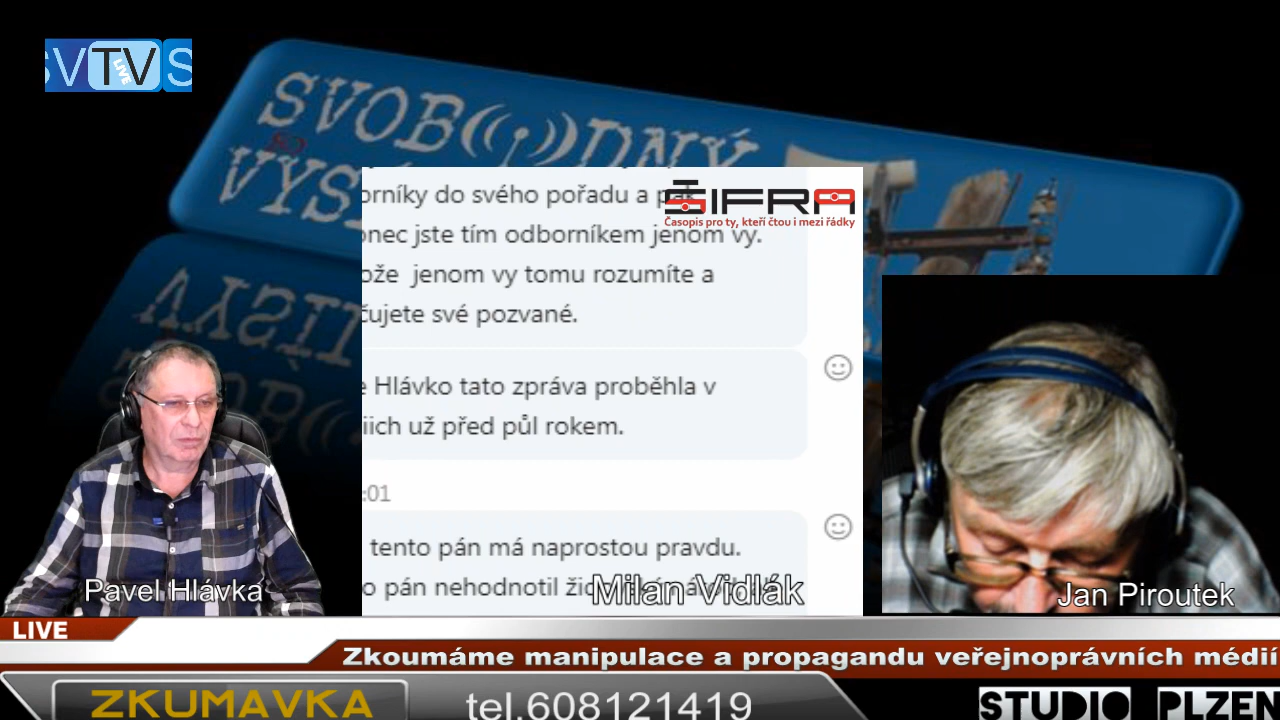 SVTVS
LIVE
SVOB DNÝ
VYS
orníky do svého pořadu a pak
ŠIFRA
Časopis pro ty, kteří čtou i mezi řádky
onec jste tím odborníkem jenom vy.
ože jenom vy tomu rozumíte a
čujete své pozvané.
e Hlávko tato zpráva proběhla v
iich už před půl rokem.
:01
tento pán má naprostou pravdu.
o pán nehodnotil
Pavel Hlávka
Milan Vidlák
Jan Piroutek
LIVE
Zkoumáme manipulace a propagandu veřejnoprávních médií
ZKUMAVKA
tel.608121419
STUDIO PLZEN